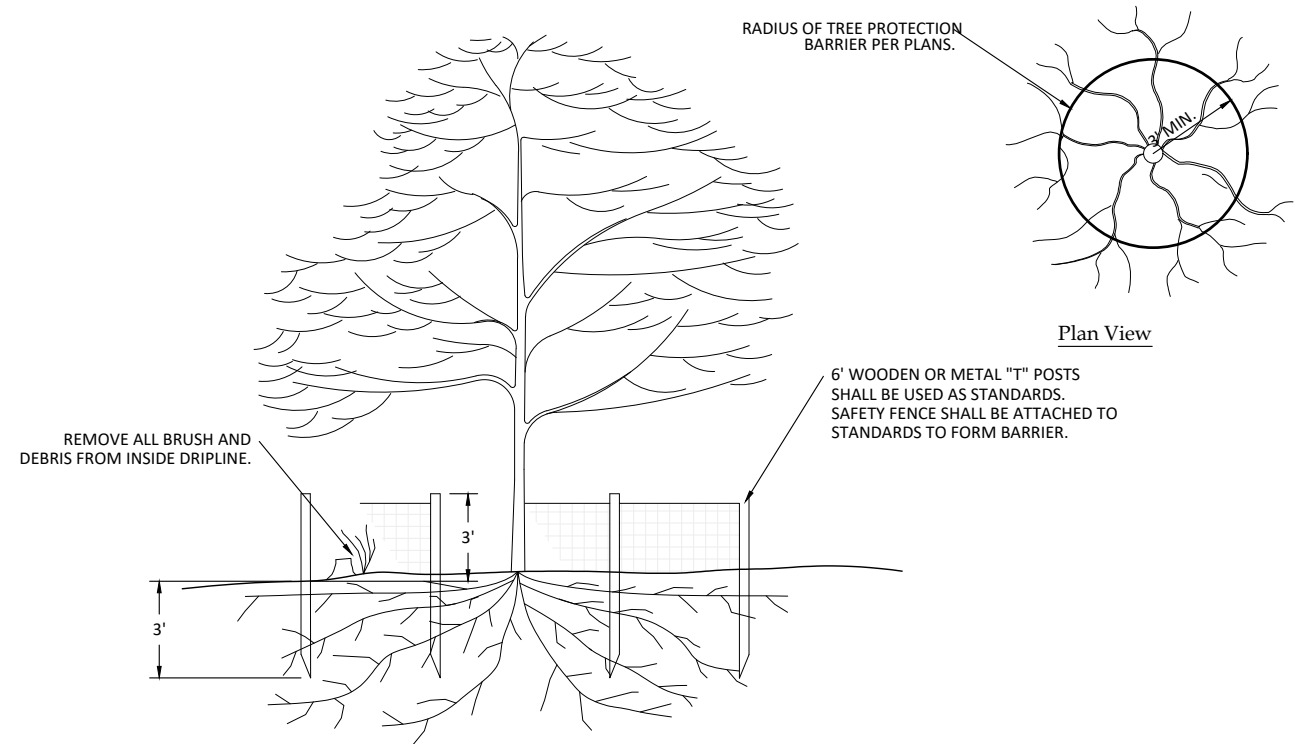 RADIUS OF TREE PROTECTION
BARRIER PER PLANS.
3' MIN.
Plan View
6' WOODEN OR METAL "T" POSTS
SHALL BE USED AS STANDARDS.
SAFETY FENCE SHALL BE ATTACHED TO
STANDARDS TO FORM BARRIER.
REMOVE ALL BRUSH AND
DEBRIS FROM INSIDE DRIPLINE.
3'
3'